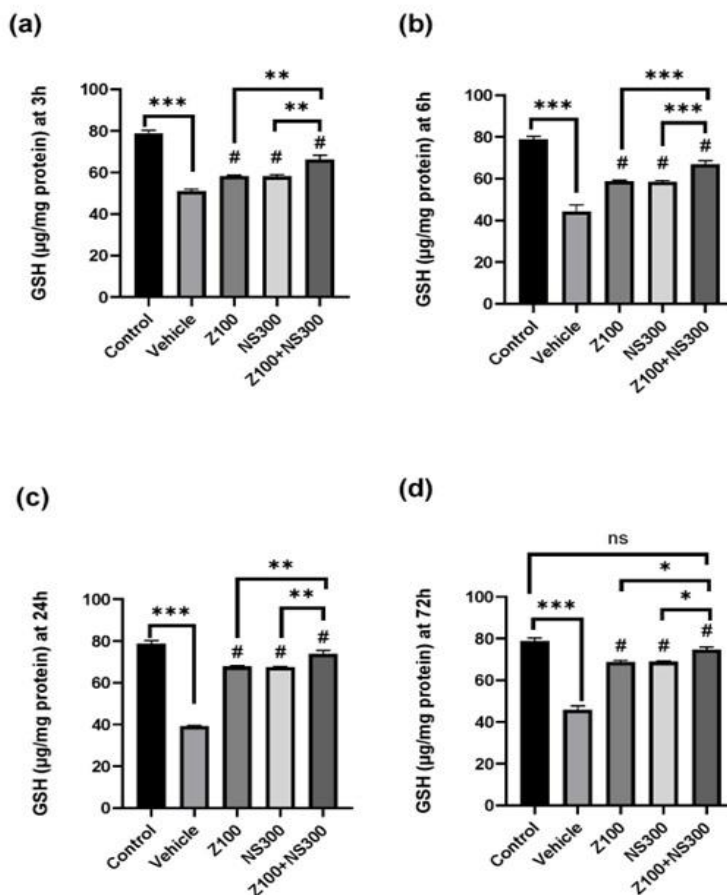 (a)
GSH (µg/mg protein) at 3h
100
80
60
40
20
0
***
**
**
#
#
#
Control
Vehicle
Z100
NS300
Z100+NS300
(b)
GSH (µg/mg protein) at 6h
100
80
60
40
20
0
***
***
***
#
#
#
Control
Vehicle
Z100
NS300
Z100+NS300
(c)
GSH (µg/mg protein) at 24h
100
80
60
40
20
0
***
**
**
#
#
#
Control
Vehicle
Z100
NS300
Z100+NS300
(d)
GSH (µg/mg protein) at 72h
100
80
60
40
20
0
ns
***
*
*
#
#
#
Control
Vehicle
Z100
NS300
Z100+NS300